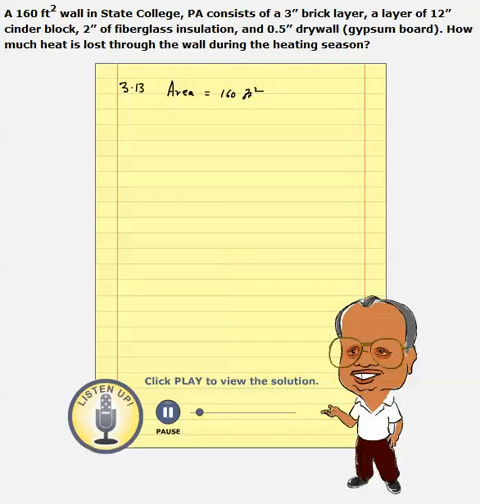 A 160 ft² wall in State College, PA consists of a 3″ brick layer, a layer of 12″
cinder block, 2″ of fiberglass insulation, and 0.5″ drywall (gypsum board). How
much heat is lost through the wall during the heating season?
3.13 Area = 160 ft²
Click PLAY to view the solution.
LISTEN UP!
PAUSE